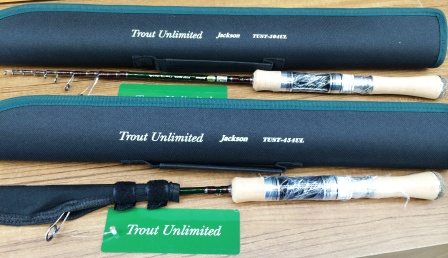 Trout Unlimited Jackson TUST-504UL
Trout Unlimited Jackson TUST-454UL
Trout Unlimited